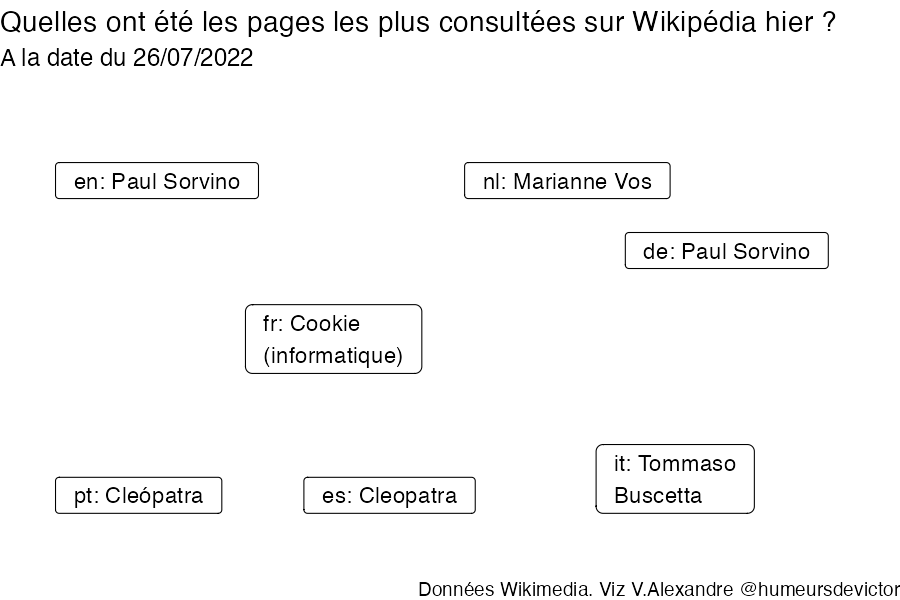 Quelles ont été les pages les plus consultées sur Wikipédia hier ?
A la date du 26/07/2022
en: Paul Sorvino
nl: Marianne Vos
de: Paul Sorvino
fr: Cookie
(informatique)
it: Tommaso
Buscetta
pt: Cleópatra
es: Cleopatra
Données Wikimedia. Viz V.Alexandre @humeursdevictor